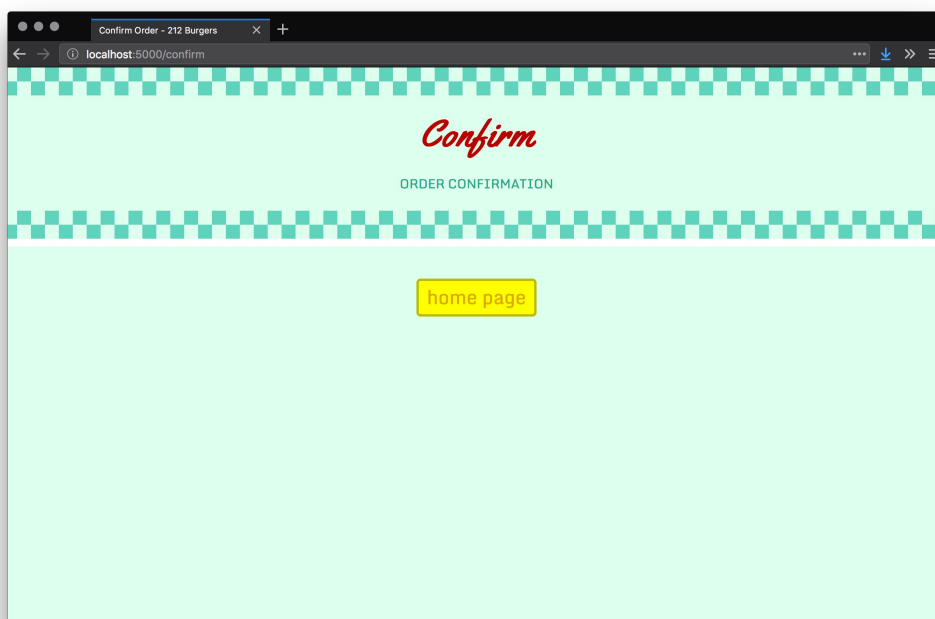 Confirm Order - 212 Burgers
localhost:5000/confirm
Confirm
ORDER CONFIRMATION
home page